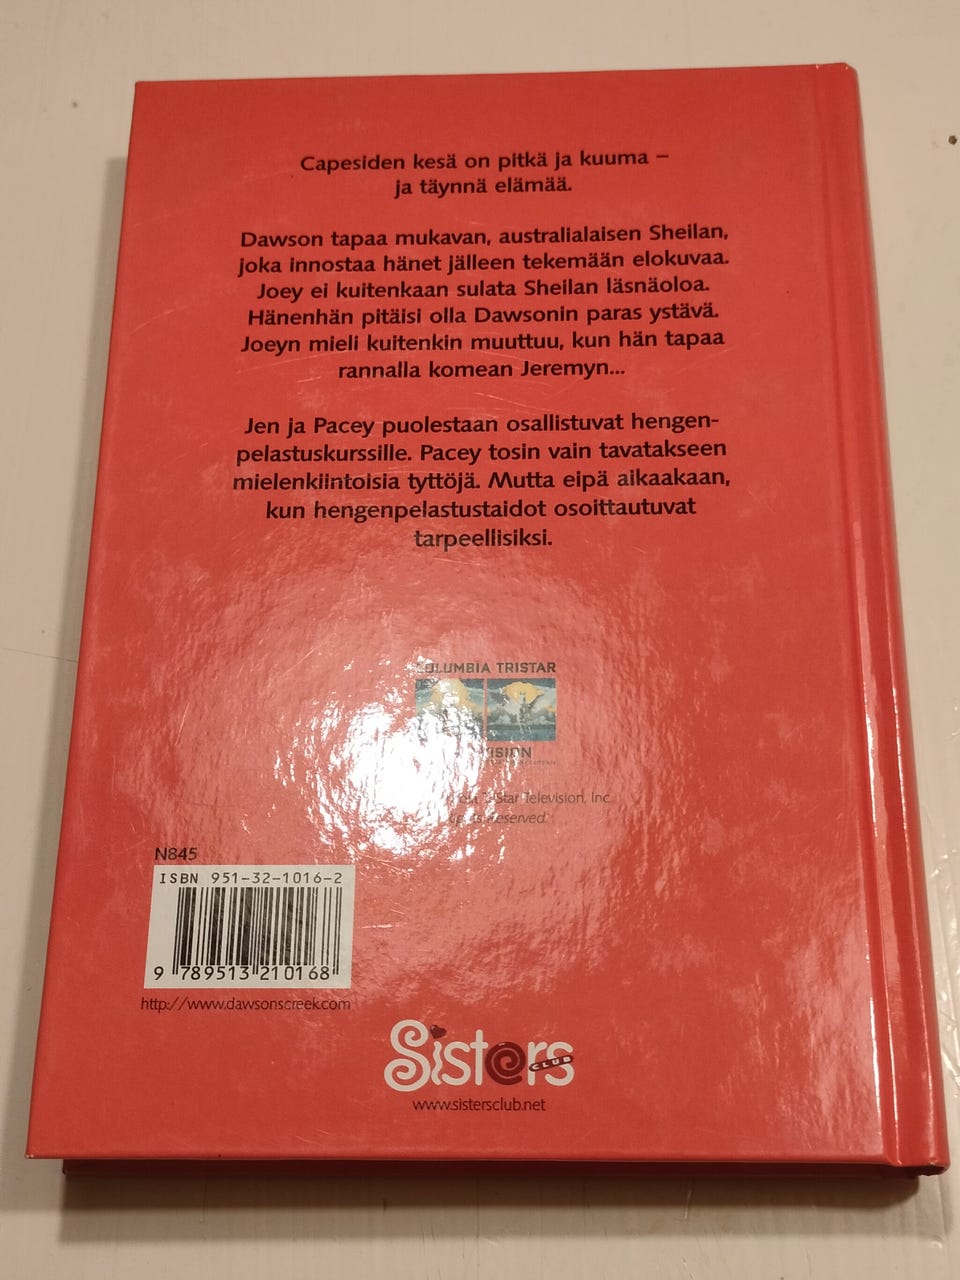 Capesiden kesä on pitkä ja kuuma –
ja täynnä elämää.
Dawson tapaa mukavan, australialaisen Sheilan,
joka innostaa hänet jälleen tekemään elokuvaa.
Joey ei kuitenkaan sulata Sheilan läsnäoloa.
Hänenhän pitäisi olla Dawsonin paras ystävä.
Joeyn mieli kuitenkin muuttuu, kun hän tapaa
rannalla komean Jeremyn...
Jen ja Pacey puolestaan osallistuvat hengen-
pelastuskurssille. Pacey tosin vain tavatakseen
mielenkiintoisia tyttöjä. Mutta eipä aikaakaan,
kun hengenpelastustaidot osoittautuvat
tarpeellisiksi.
COLUMBIA TRISTAR
Television, Inc.
Reserved
N845
ISBN 951-32-1016-2
9 789513 210168
http://www.dawsonscreek.com
Sisters
CLUB
www.sistersclub.net